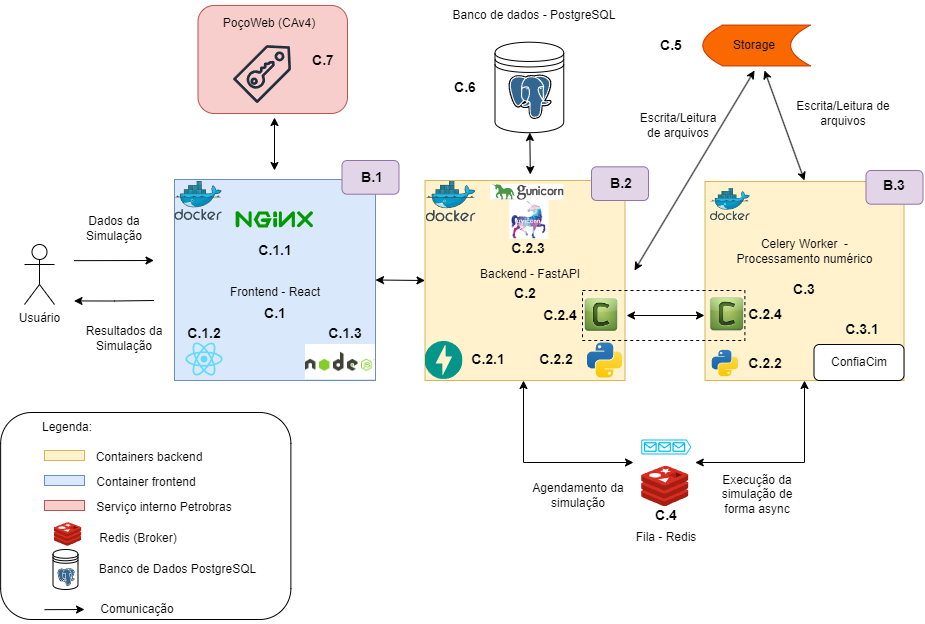 PoçoWeb (CAv4)
C.7
Banco de dados - PostgreSQL
C.6
C.5
Storage
Escrita/Leitura
de arquivos
Escrita/Leitura de
arquivos
B.1
docker
NGINX
C.1.1
Frontend - React
C.1
C.1.2
C.1.3
node
JS
Dados da
Simulação
Usuário
Resultados da
Simulação
B.2
docker
gunicorn
UVICORN
C.2.3
Backend - FastAPI
C.2
C.2.4
C
C.2.1
C.2.2
B.3
docker
Celery Worker -
Processamento numérico
C.3
C
C.2.4
C.3.1
C.2.2
ConfiaCim
Agendamento da
simulação
C.4
Fila - Redis
Execução da
simulação de
forma async
Legenda:
Containers backend
Container frontend
Serviço interno Petrobras
Redis (Broker)
Banco de Dados PostgreSQL
Comunicação